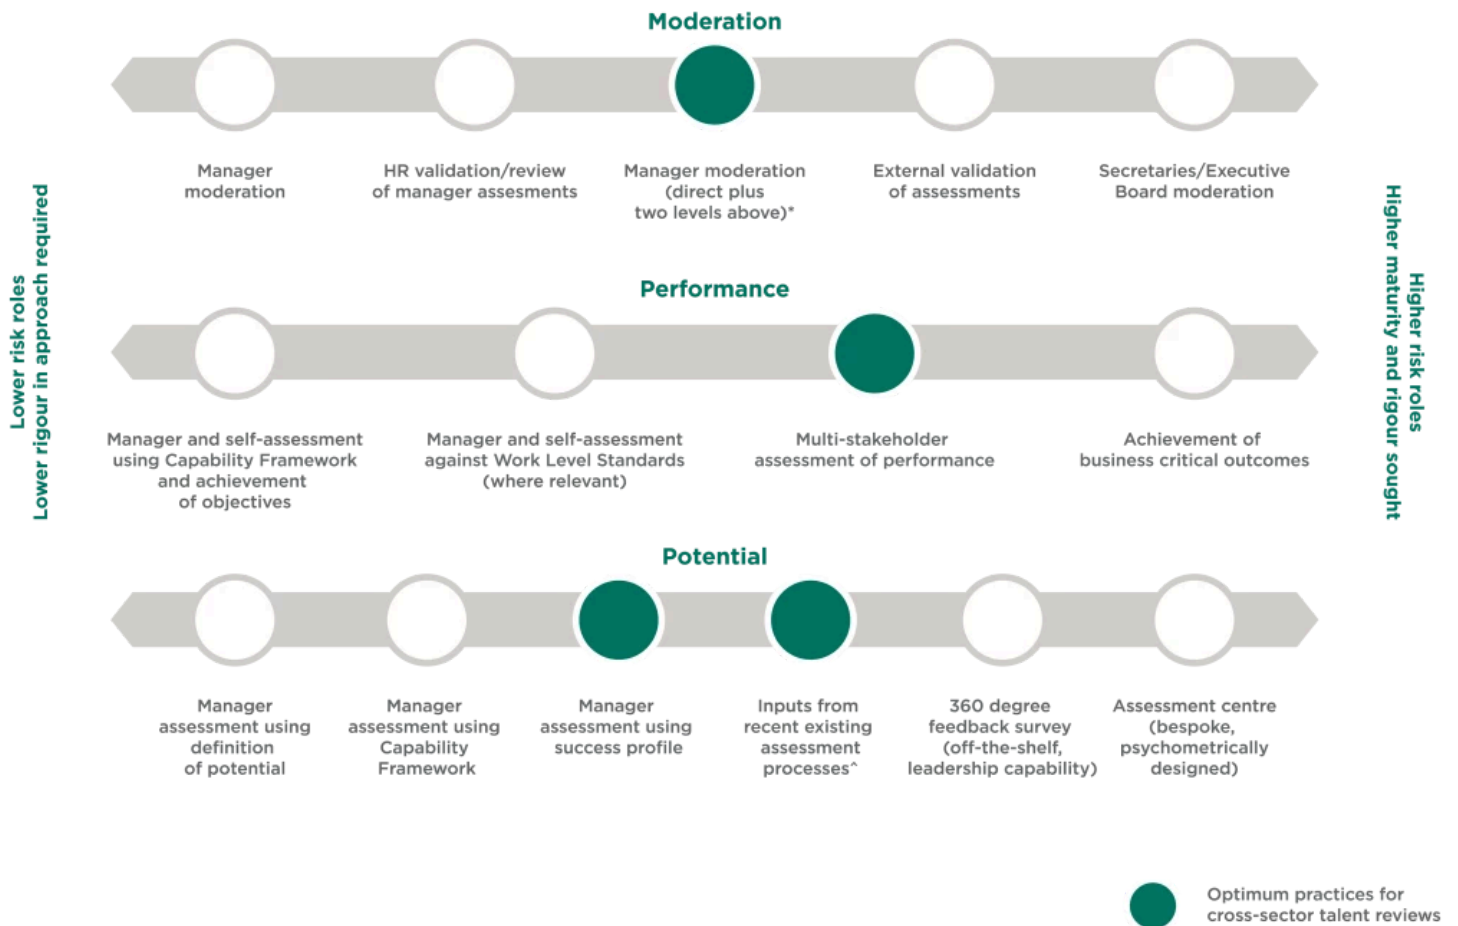 Moderation
Manager
moderation
HR validation/review
of manager assesments
Manager moderation
(direct plus
two levels above)*
External validation
of assessments
Secretaries/Executive
Board moderation
Lower risk roles
Lower rigour in approach required
Higher risk roles
Higher maturity and rigour sought
Performance
Manager and self-assessment
using Capability Framework
and achievement
of objectives
Manager and self-assessment
against Work Level Standards
(where relevant)
Multi-stakeholder
assessment of performance
Achievement of
business critical outcomes
Potential
Manager
assessment using
definition
of potential
Manager
assessment using
Capability
Framework
Manager
assessment using
success profile
Inputs from
recent existing
assessment
processes^
360 degree
feedback survey
(off-the-shelf,
leadership capability)
Assessment centre
(bespoke,
psychometrically
designed)
Optimum practices for
cross-sector talent reviews